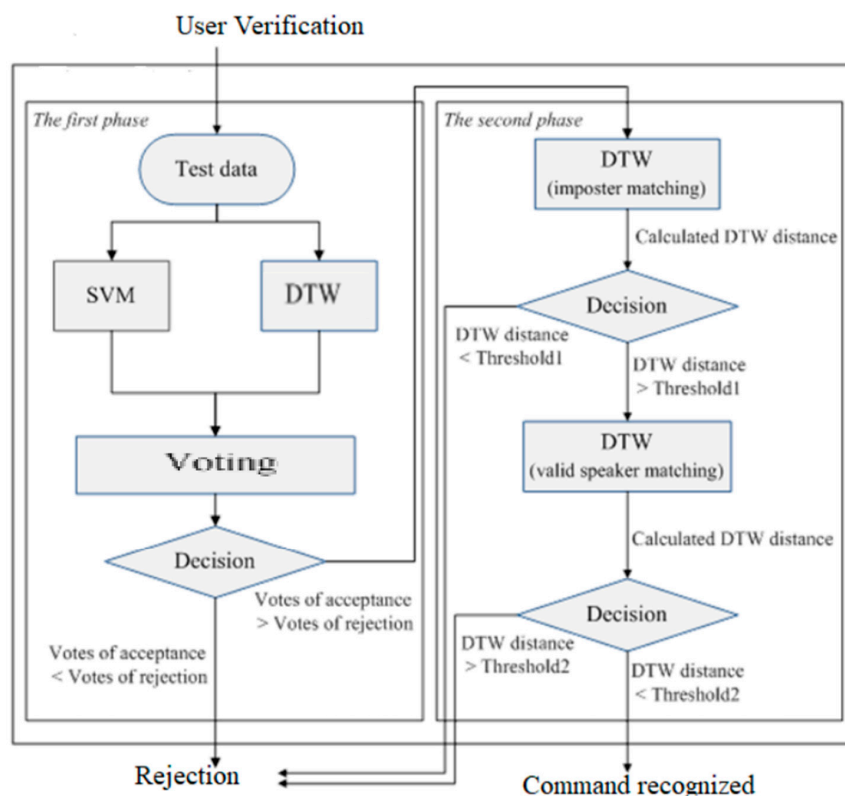 User Verification
The first phase
Test data
SVM
DTW
Voting
Decision
Votes of acceptance
> Votes of rejection
Votes of acceptance
< Votes of rejection
Rejection
The second phase
DTW
(imposter matching)
Calculated DTW distance
Decision
DTW distance
< Threshold1
DTW distance
> Threshold1
DTW
(valid speaker matching)
Calculated DTW distance
Decision
DTW distance
> Threshold2
DTW distance
< Threshold2
Command recognized